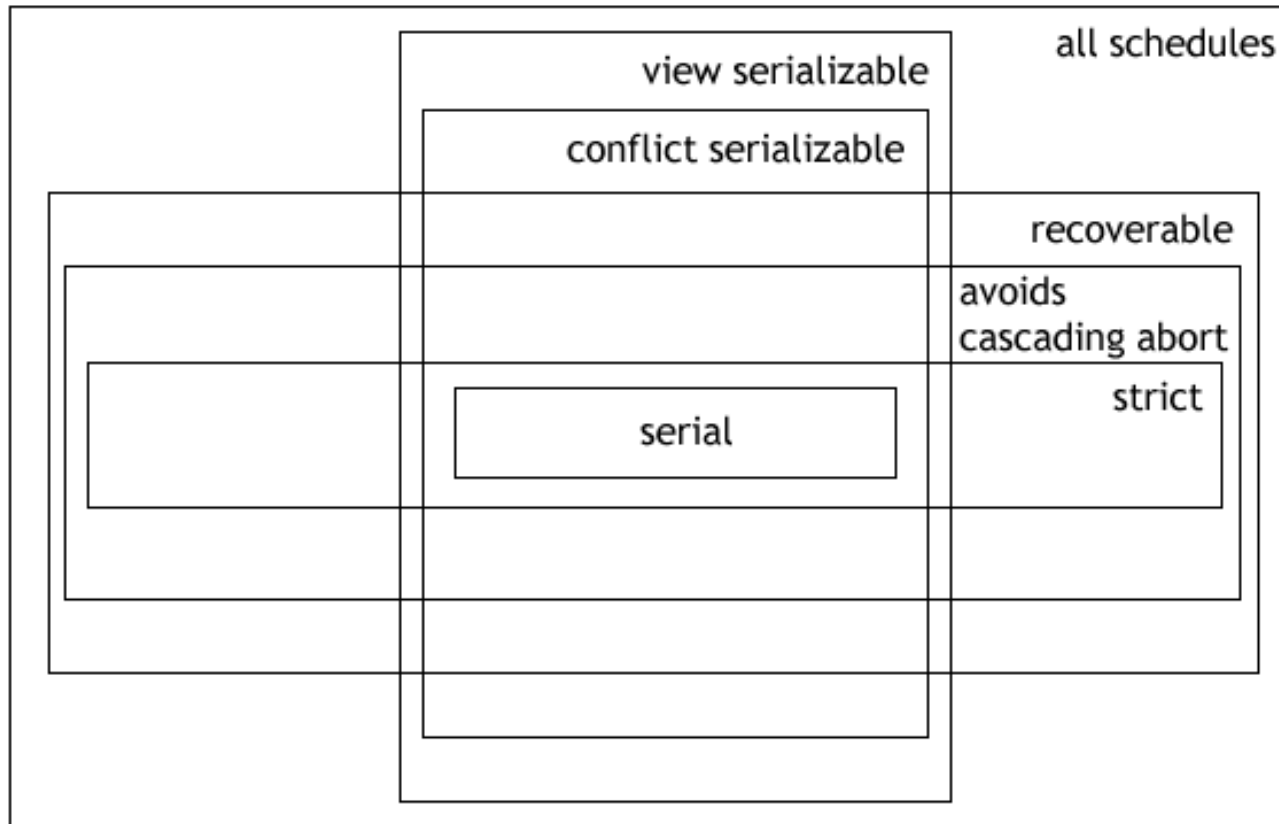 all schedules
view serializable
conflict serializable
recoverable
avoids
cascading abort
strict
serial